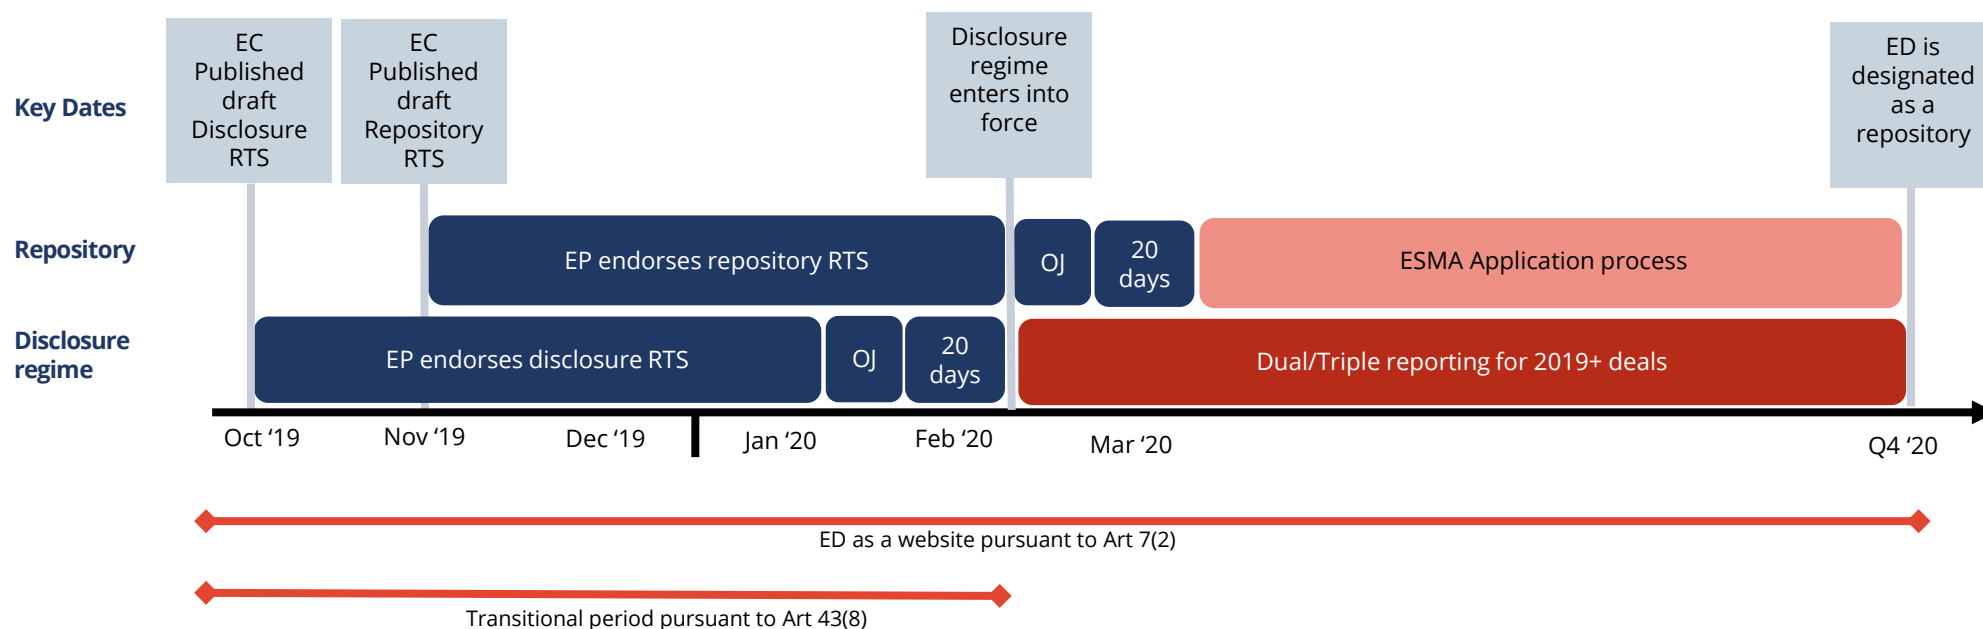 EC
Published
draft
Disclosure
RTS
EC
Published
draft
Repository
RTS
Disclosure
regime
enters into
force
ED is
designated
as a
repository
Key Dates
Repository
EP endorses repository RTS
OJ
20
days
ESMA Application process
Disclosure
regime
EP endorses disclosure RTS
OJ
20
days
Dual/Triple reporting for 2019+ deals
Oct ‘19
Nov ‘19
Dec ‘19
Jan ‘20
Feb ‘20
Mar ‘20
Q4 ‘20
ED as a website pursuant to Art 7(2)
Transitional period pursuant to Art 43(8)